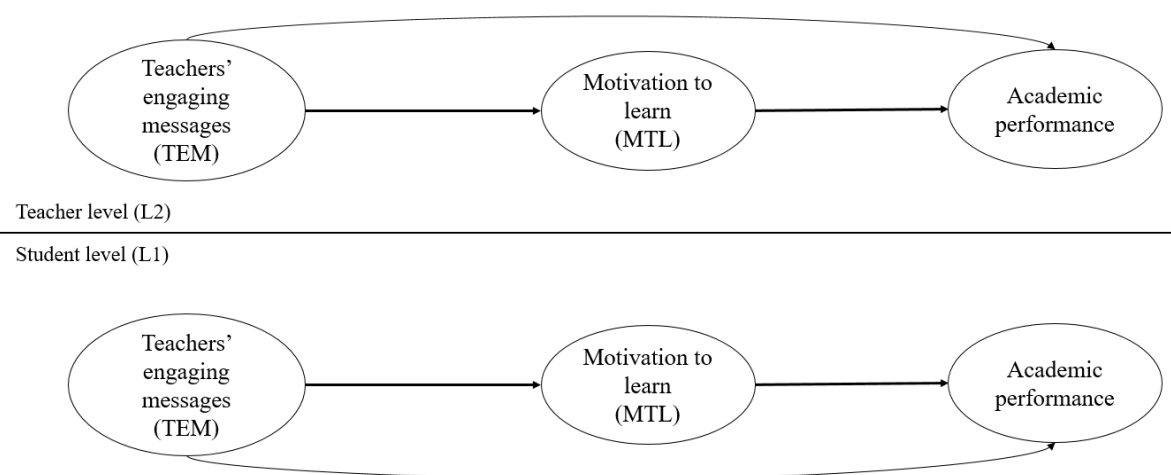 Teachers’
engaging
messages
(TEM)
Motivation to
learn
(MTL)
Academic
performance
Teacher level (L2)
Student level (L1)
Teachers’
engaging
messages
(TEM)
Motivation to
learn
(MTL)
Academic
performance